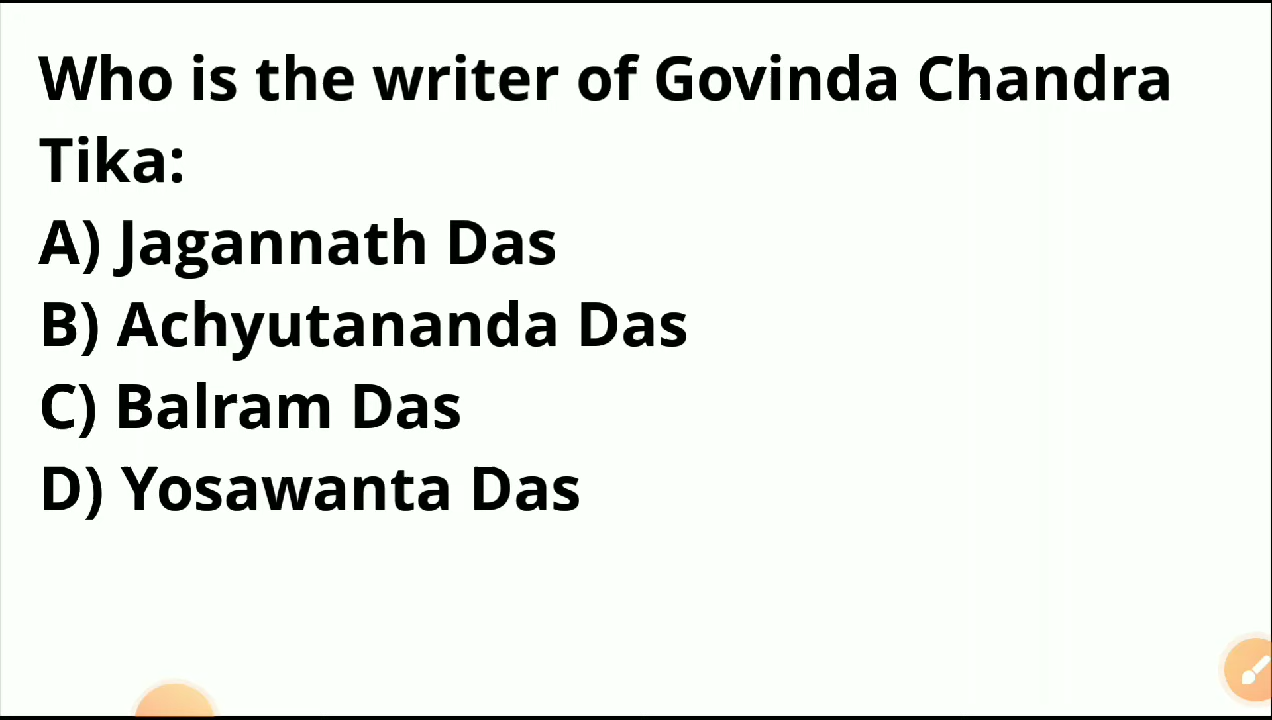 Who is the writer of Govinda Chandra
Tika:
A) Jagannath Das
B) Achyutananda Das
C) Balram Das
D) Yosawanta Das